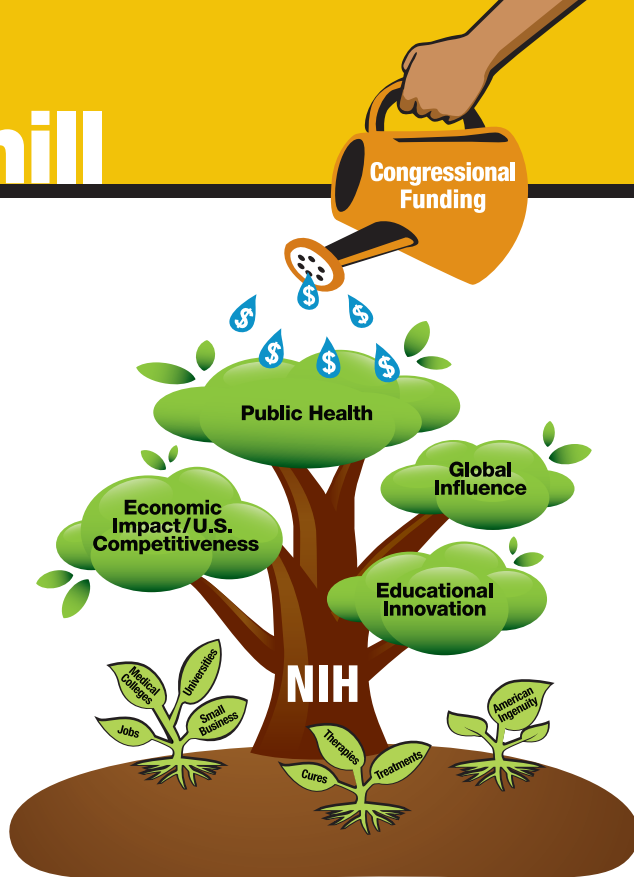 hill
Congressional
Funding
$
$
$
$
$
$
Public Health
Global
Influence
Economic
Impact/U.S.
Competitiveness
Educational
Innovation
NIH
Medical
Colleges
Universities
Small
Business
Jobs
American
Ingenuity
Therapies
Cures
Treatments